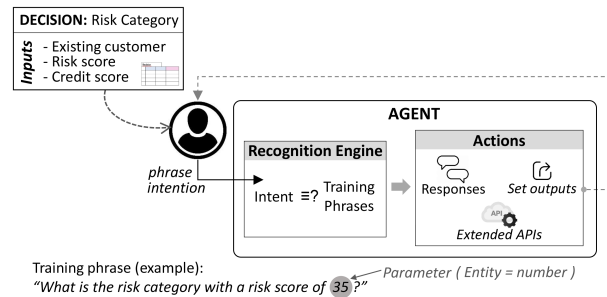 DECISION: Risk Category
Inputs
- Existing customer
- Risk score
- Credit score
AGENT
Recognition Engine
Actions
phrase
intention
Intent ≡? Training
Phrases
Responses
Set outputs
API
Extended APIs
Training phrase (example):
Parameter ( Entity = number )
“What is the risk category with a risk score of 35?”